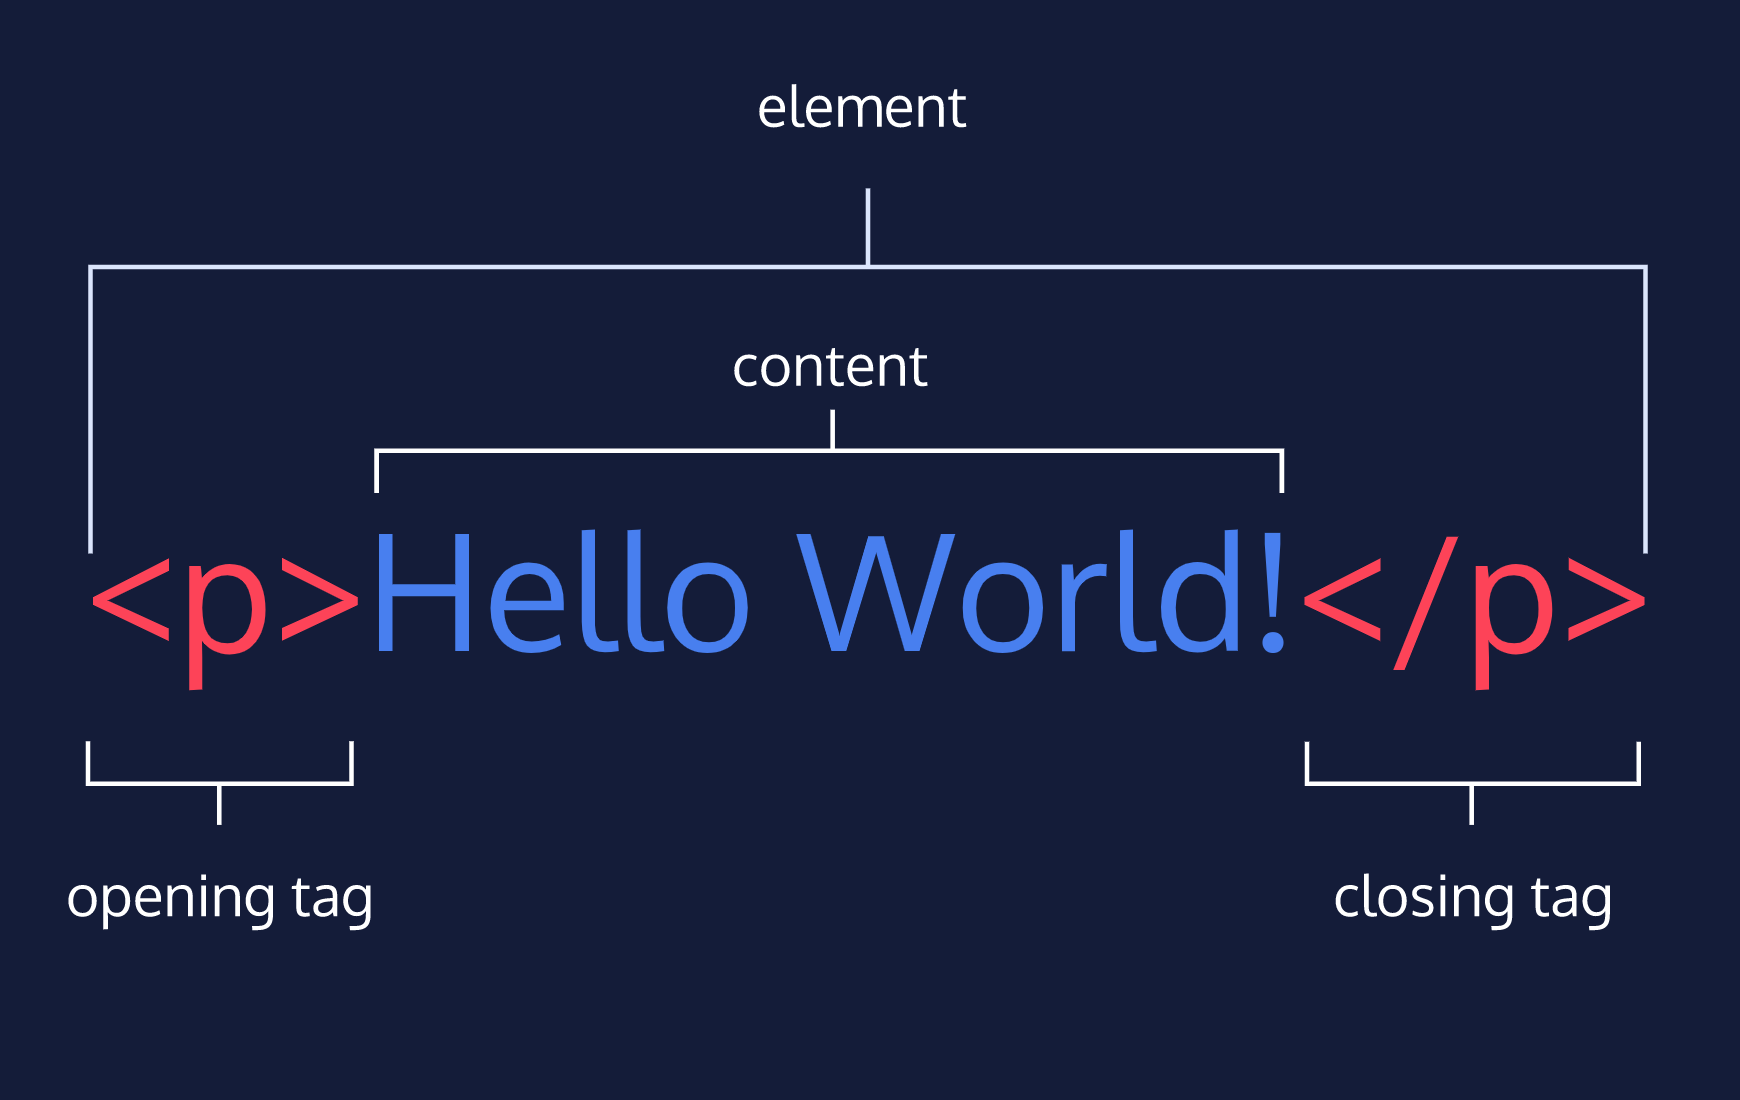 element
content
<p>Hello World!</p>
opening tag
closing tag